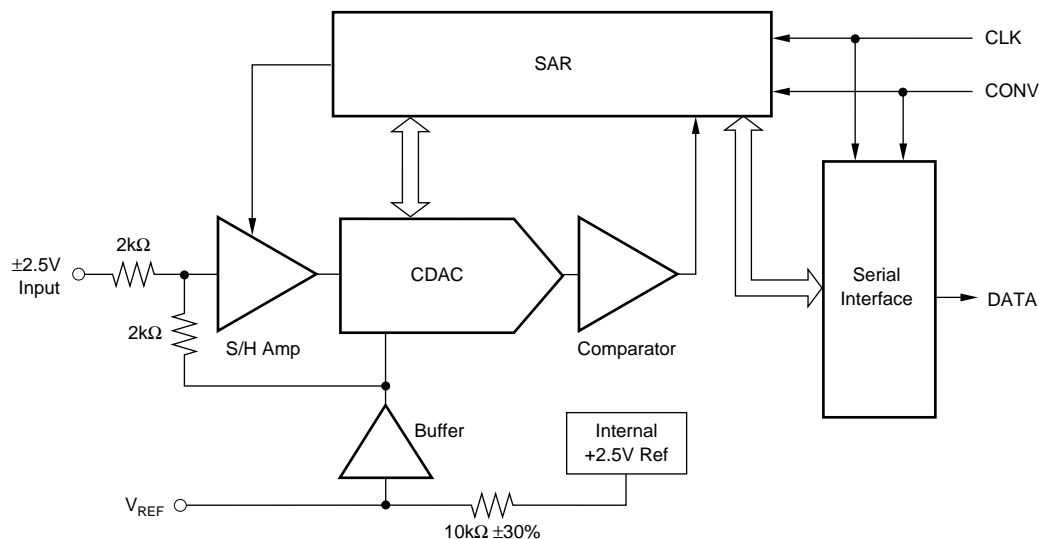 SAR
CLK
CONV
2kΩ
±2.5V
Input
2kΩ
S/H Amp
CDAC
Comparator
Serial
Interface
DATA
Buffer
Internal
+2.5V Ref
VREF
10kΩ ±30%